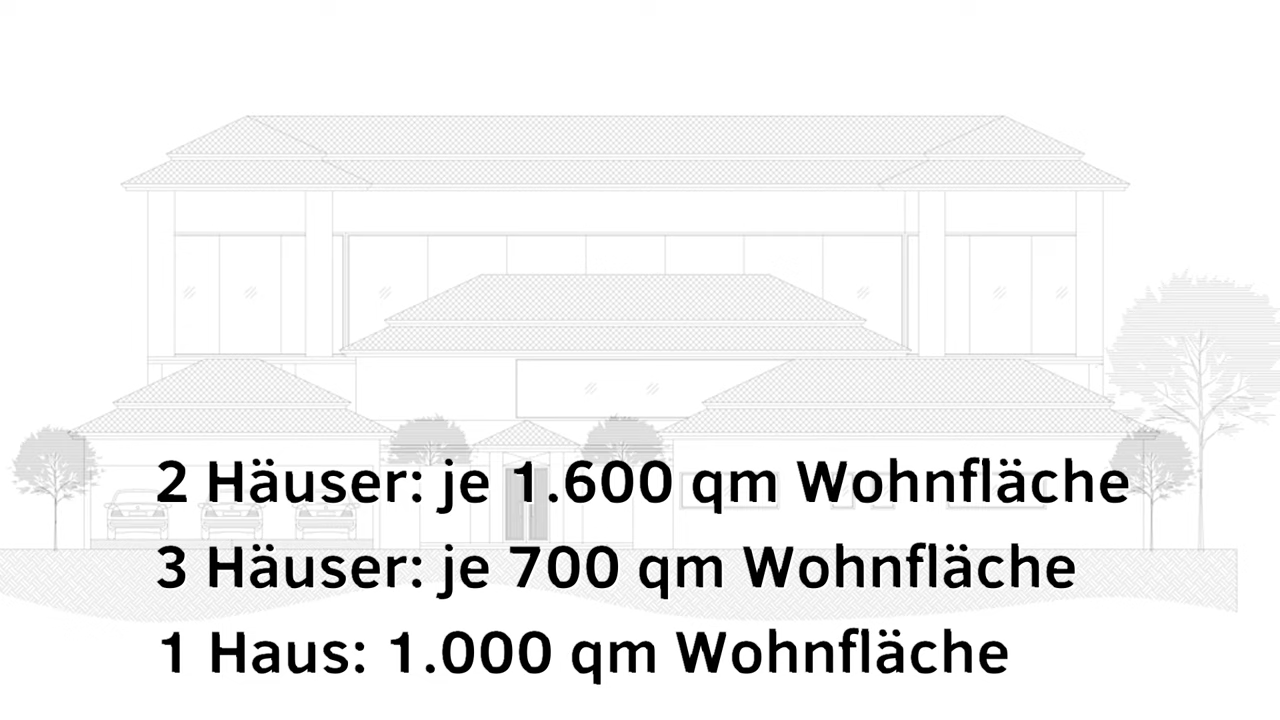 2 Häuser: je 1.600 qm Wohnfläche
3 Häuser: je 700 qm Wohnfläche
1 Haus: 1.000 qm Wohnfläche